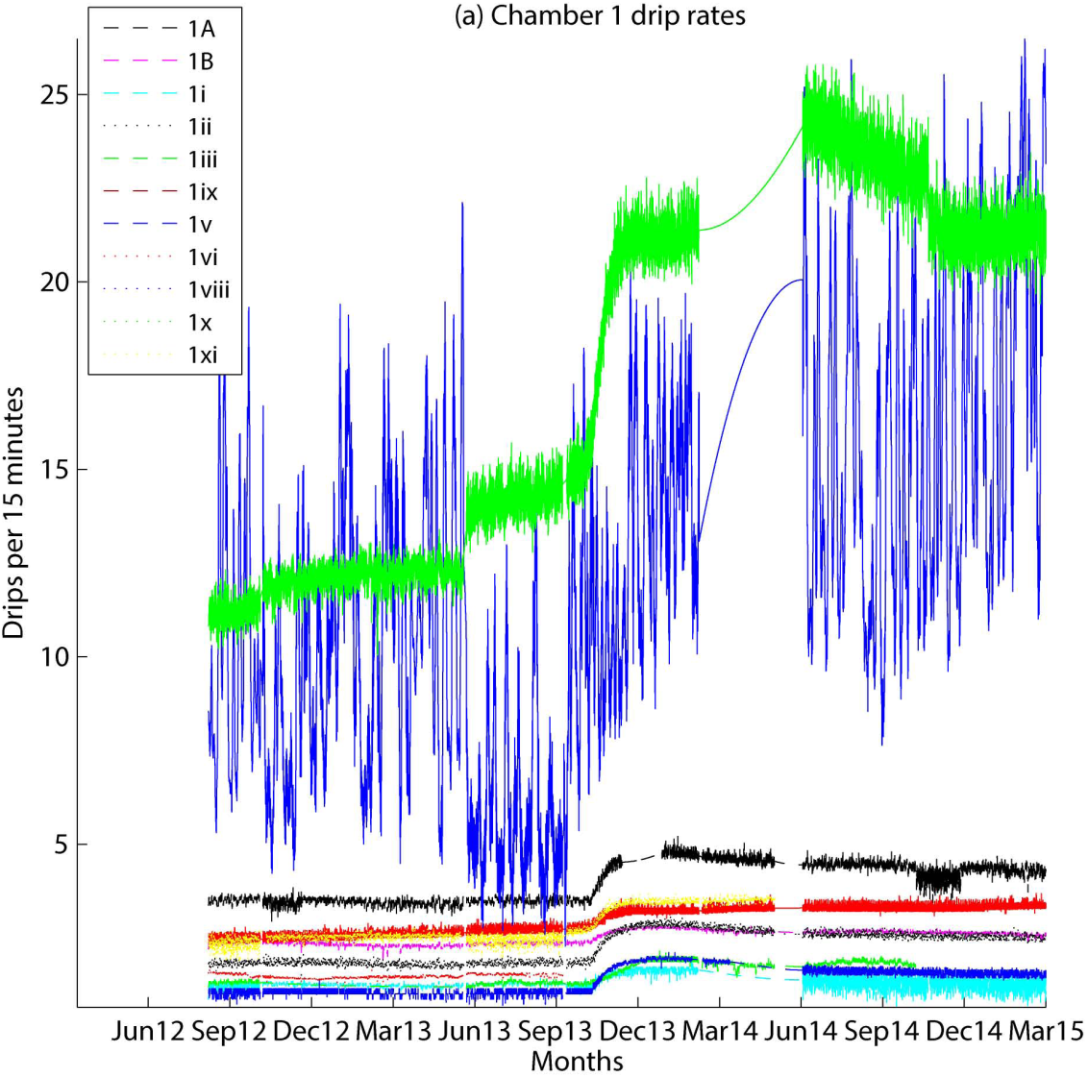 (a) Chamber 1 drip rates
1A
1B
1i
1ii
1iii
1ix
1v
1vi
1viii
1x
1xi
Drips per 15 minutes
25
20
15
10
5
Jun12 Sep12 Dec12 Mar13 Jun13 Sep13 Dec13 Mar14 Jun14 Sep14 Dec14 Mar15
Months